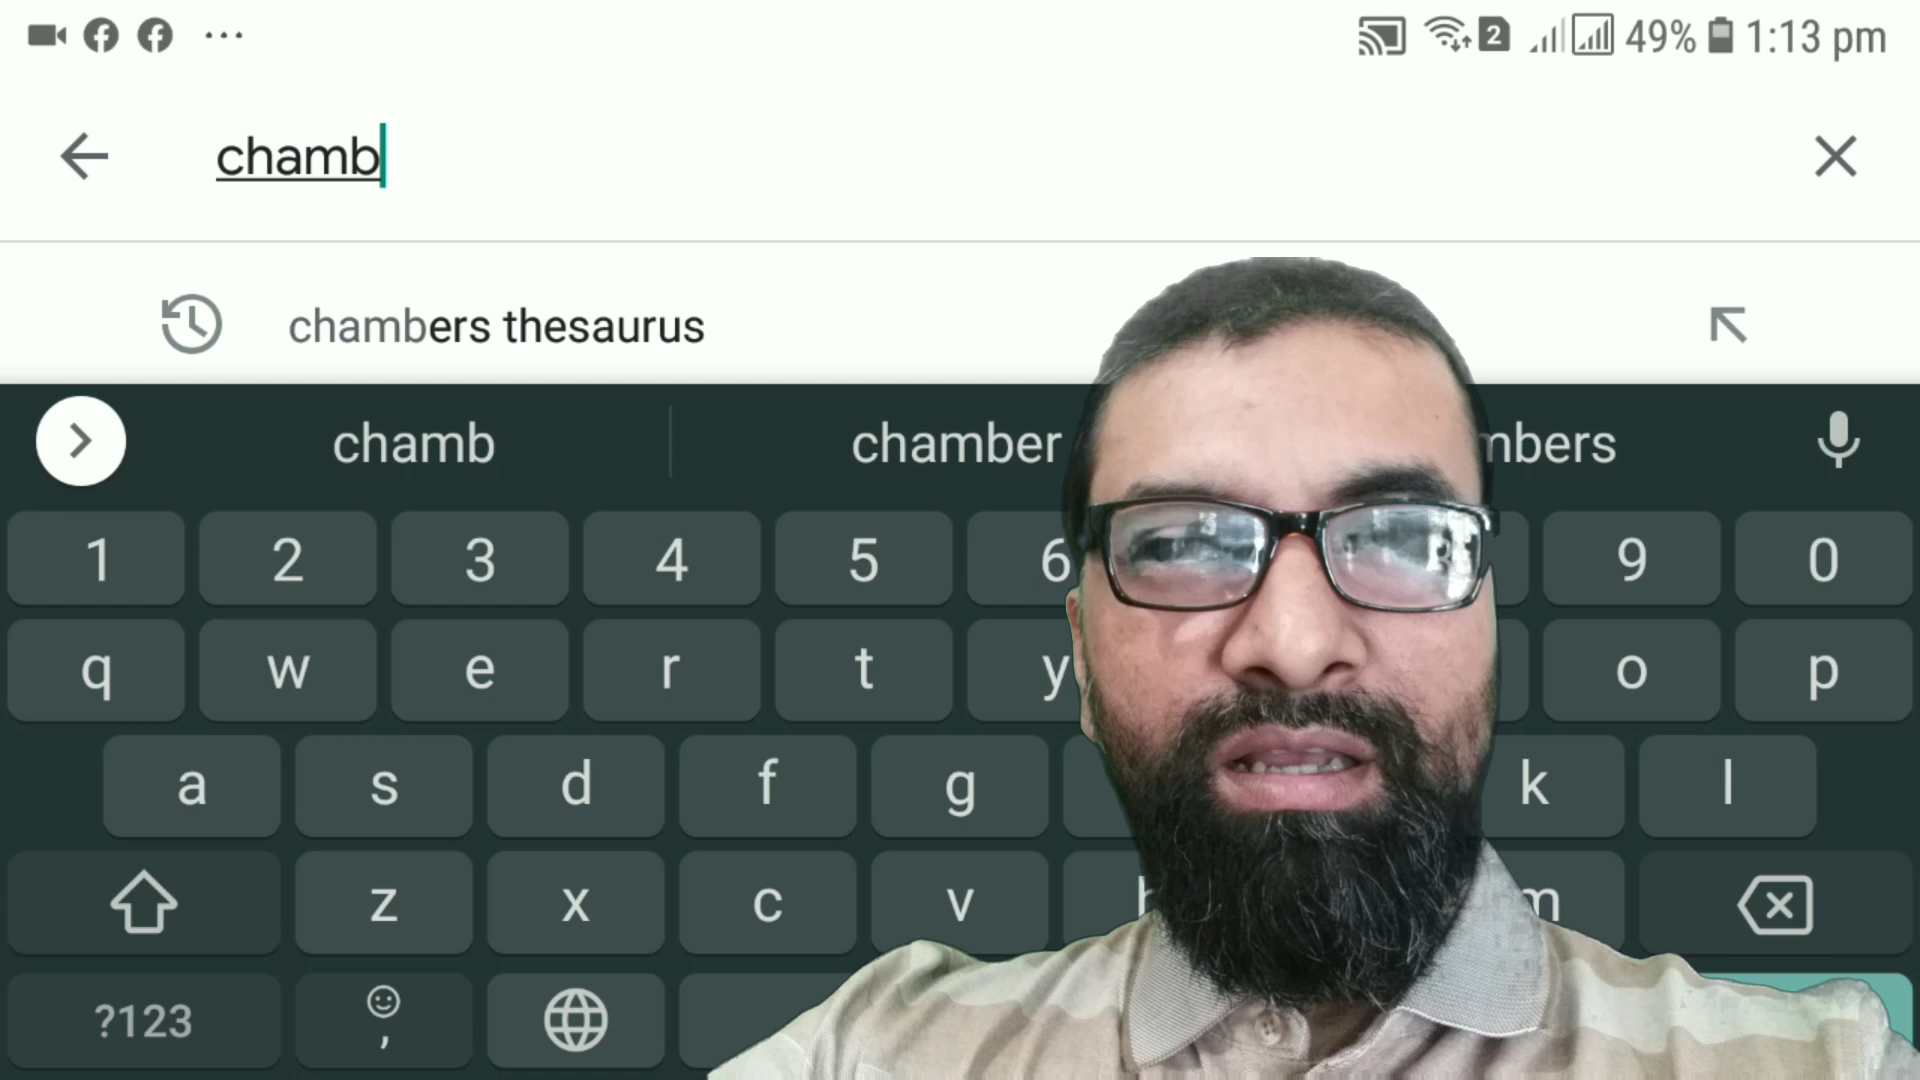 2 49% 1:13 pm
chamb
chambers thesaurus
chamb chamber mbers
1 2 3 4 5 6 9 0
q w e r t y o p
a s d f g k l
z x c v m
?123 ,